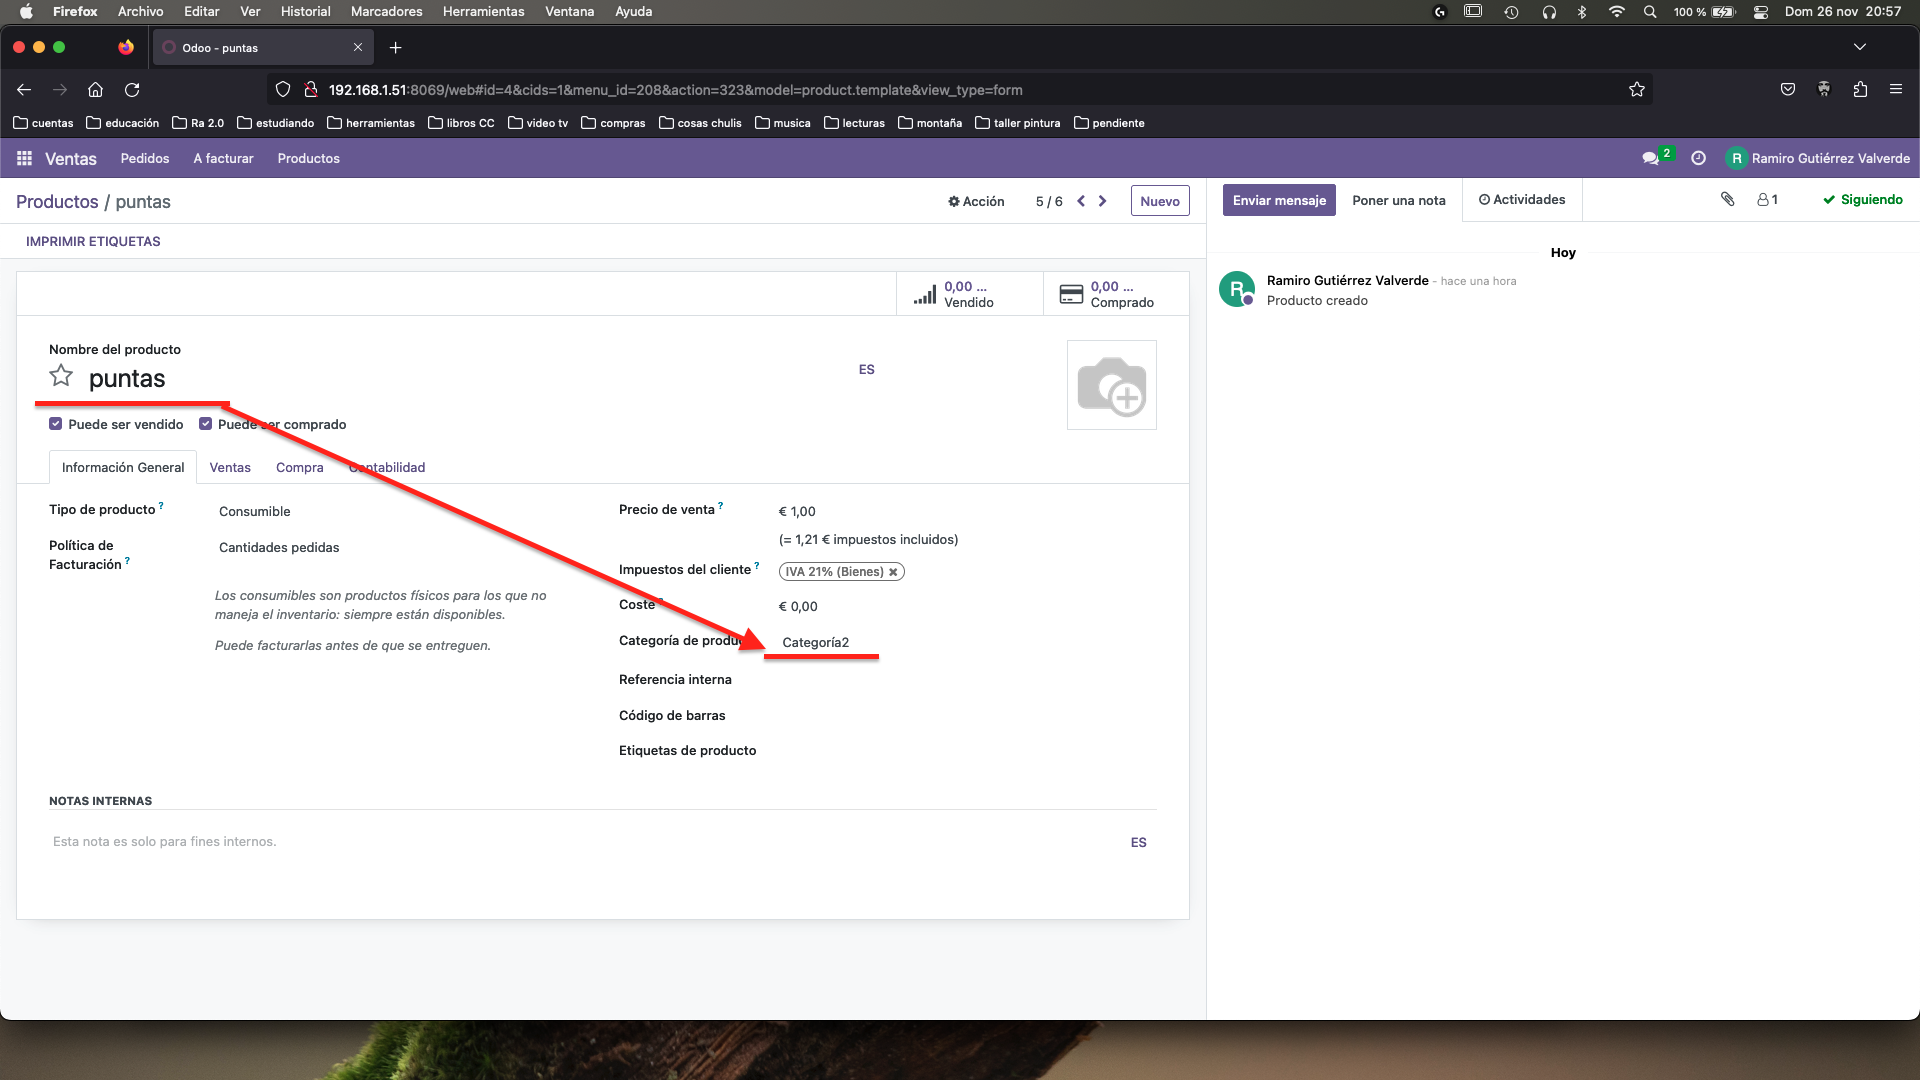 Firefox Archivo Editar Ver Historial Marcadores Herramientas Ventana Ayuda 100 % Dom 26 nov 20:57
Odoo - puntas
192.168.1.51:8069/web#id=4&cids=1&menu_id=208&action=323&model=product.template&view_type=form
cuentas educación Ra 2.0 estudiando herramientas libros CC video tv compras cosas chulis musica lecturas montaña taller pintura pendiente
Ventas Pedidos A facturar Productos 2 R Ramiro Gutiérrez Valverde
Productos / puntas Acción 5 / 6 Nuevo Enviar mensaje Poner una nota Actividades 1 Siguiendo
IMPRIMIR ETIQUETAS
Hoy
0,00 ...
Vendido
0,00 ...
Comprado
R
Ramiro Gutiérrez Valverde - hace una hora
Producto creado
Nombre del producto
puntas
ES
Puede ser vendido Puede ser comprado
Información General Ventas Compra Contabilidad
Tipo de producto ? Consumible
Política de
Facturación ? Cantidades pedidas
Los consumibles son productos físicos para los que no
maneja el inventario: siempre están disponibles.
Puede facturarlas antes de que se entreguen.
Precio de venta ? € 1,00
(= 1,21 € impuestos incluidos)
Impuestos del cliente ? IVA 21% (Bienes)
Coste ? € 0,00
Categoría de produc Categoría2
Referencia interna
Código de barras
Etiquetas de producto
NOTAS INTERNAS
Esta nota es solo para fines internos.
ES